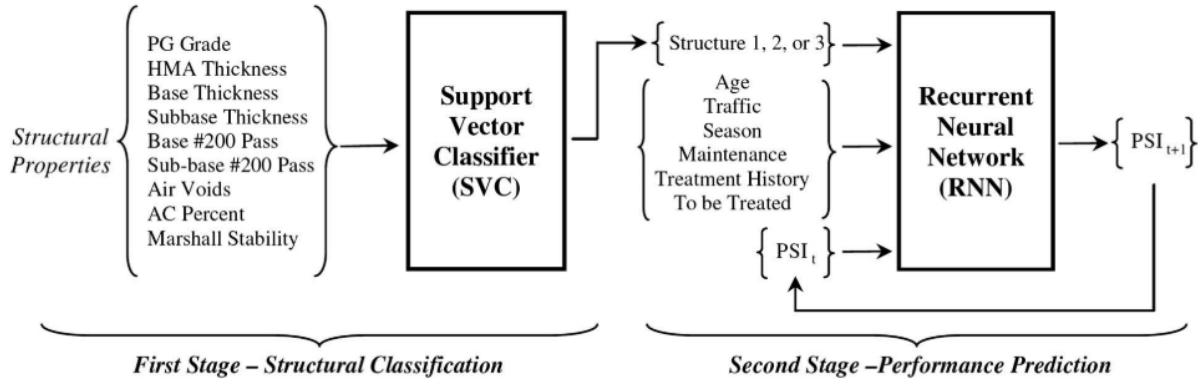 Structural
Properties
PG Grade
HMA Thickness
Base Thickness
Subbase Thickness
Base #200 Pass
Sub-base #200 Pass
Air Voids
AC Percent
Marshall Stability
Support
Vector
Classifier
(SVC)
Structure 1, 2, or 3
Age
Traffic
Season
Maintenance
Treatment History
To be Treated
PSI t
Recurrent
Neural
Network
(RNN)
PSI t+1
First Stage – Structural Classification
Second Stage –Performance Prediction